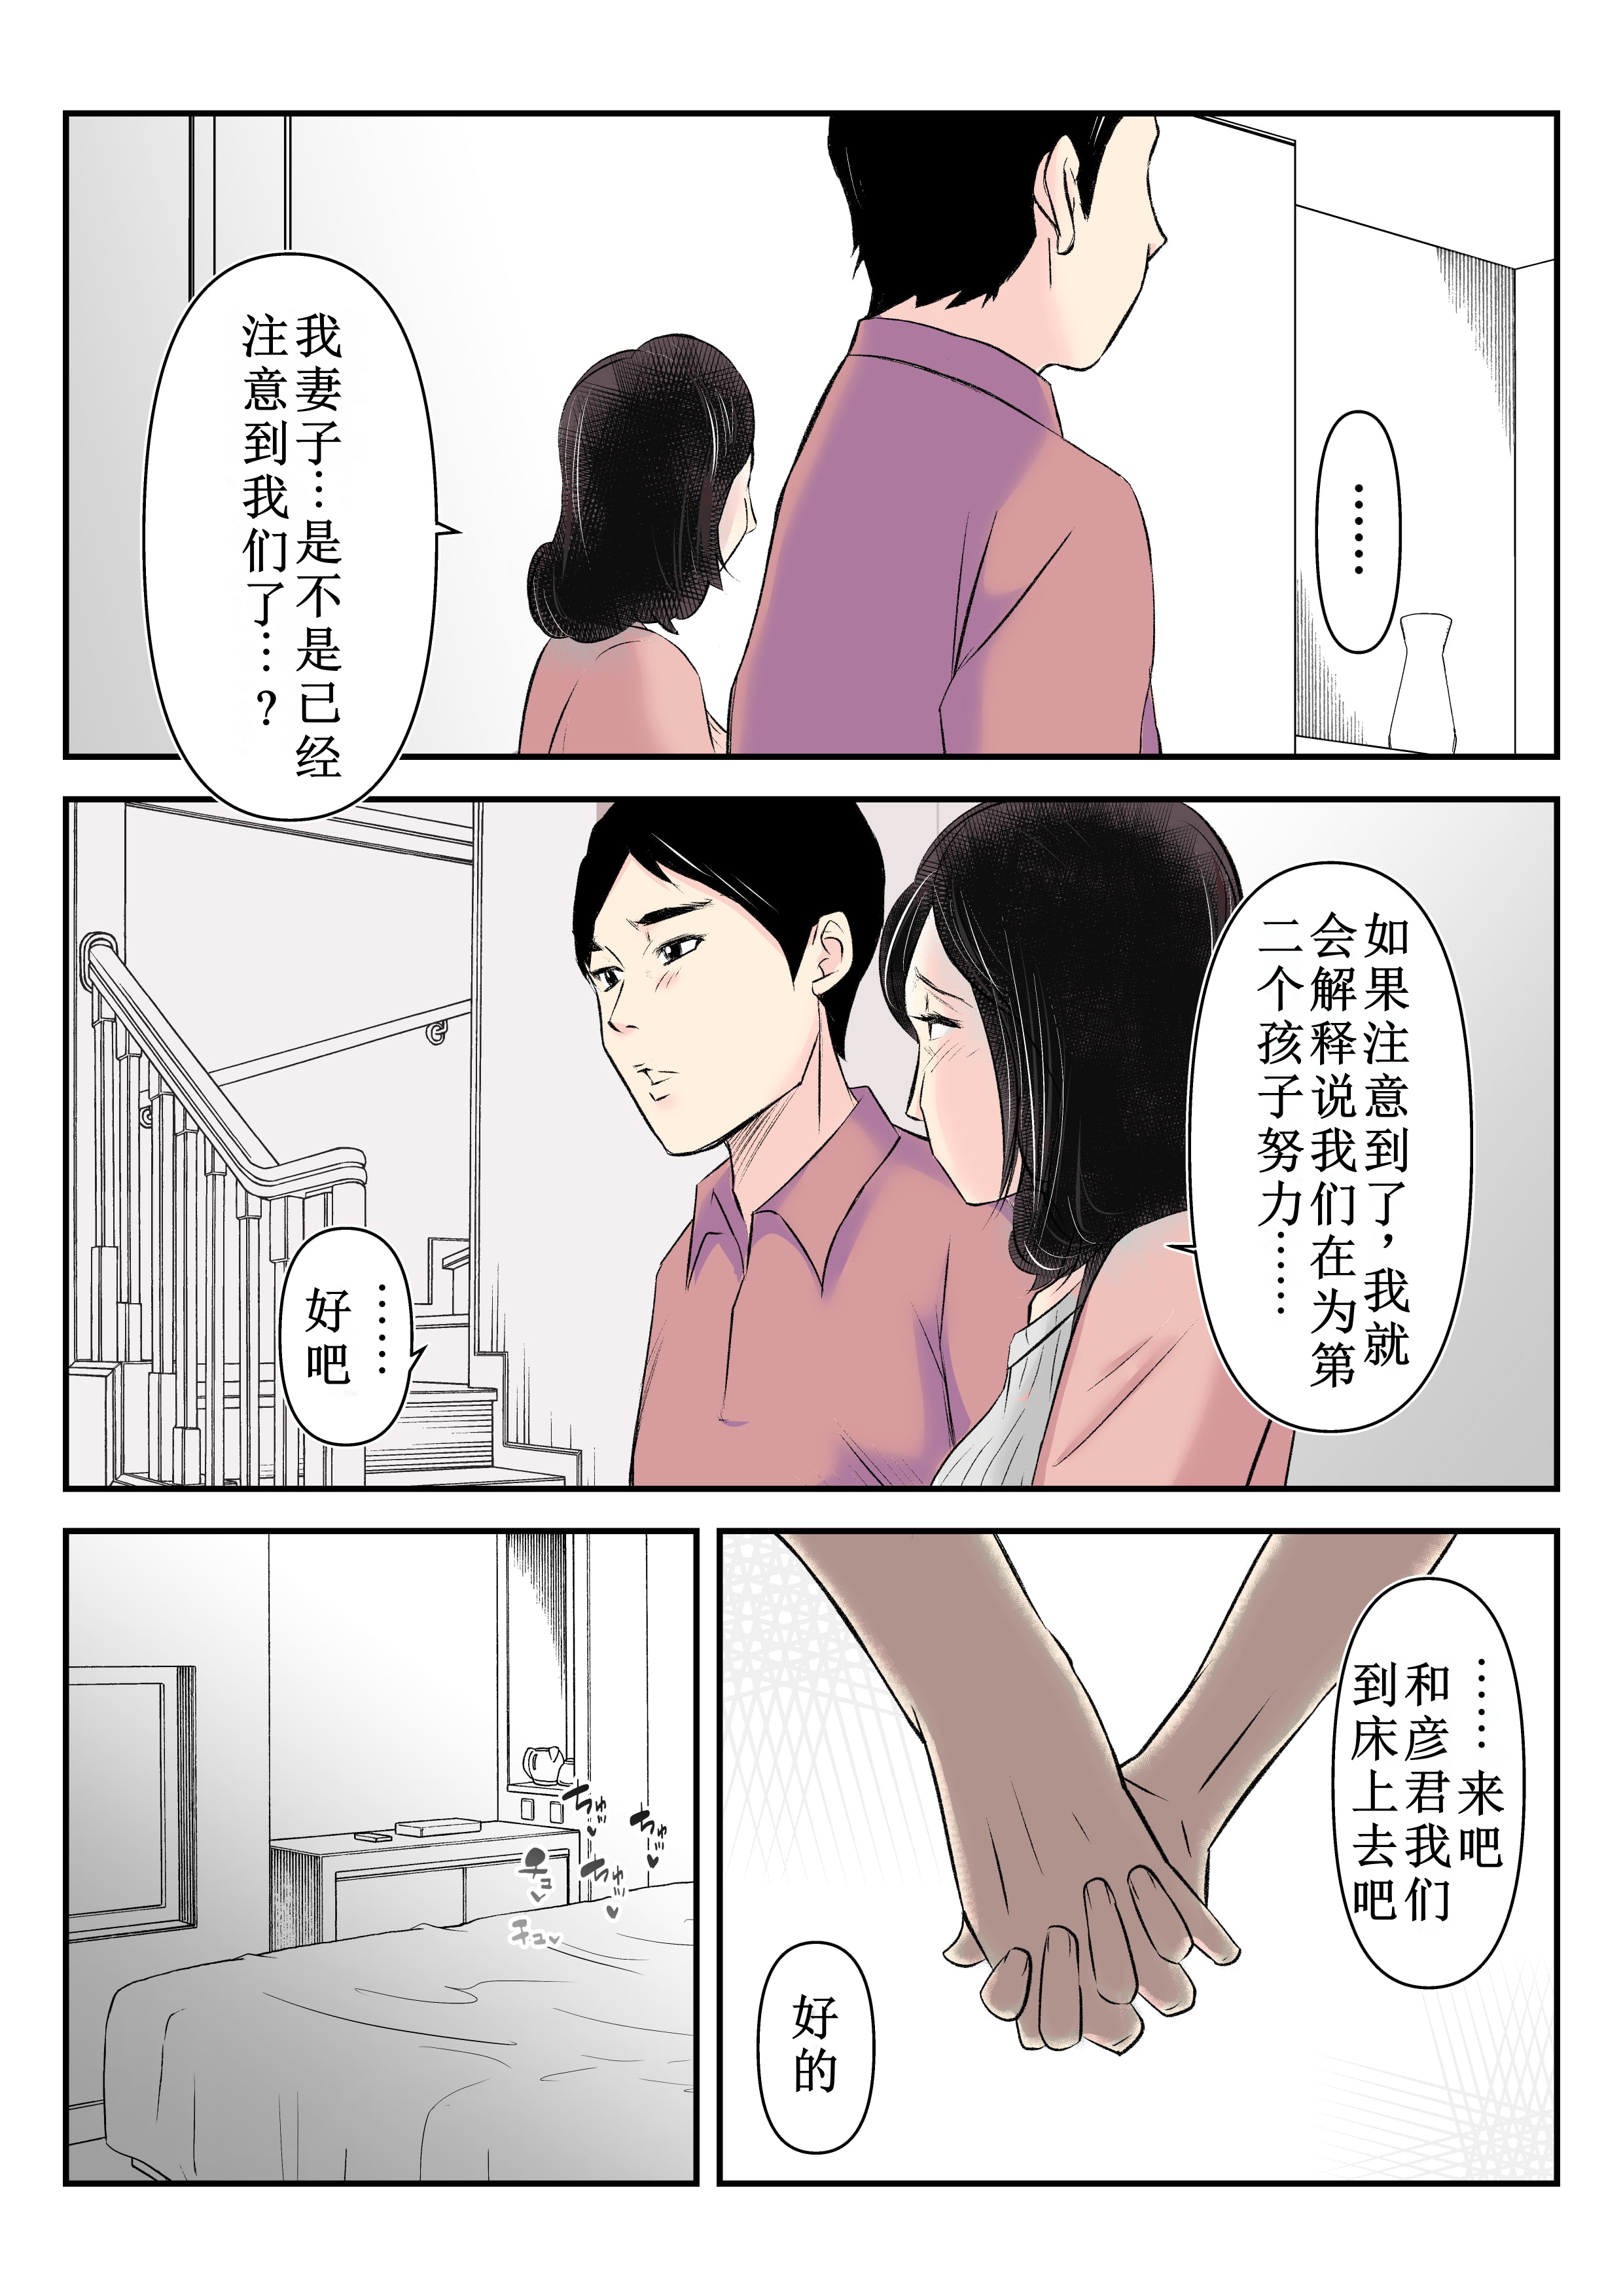 ……
我妻子…是不是已经
注意到我们了…？
如果注意到了，我就
会解释说我们在为第
二个孩子努力……
……
好吧
……来吧
和彦君我们
到床上去吧
好的
ちゅ…♥
ちゅ…♥
ちゅ…♥
チュ♥
チュ♥